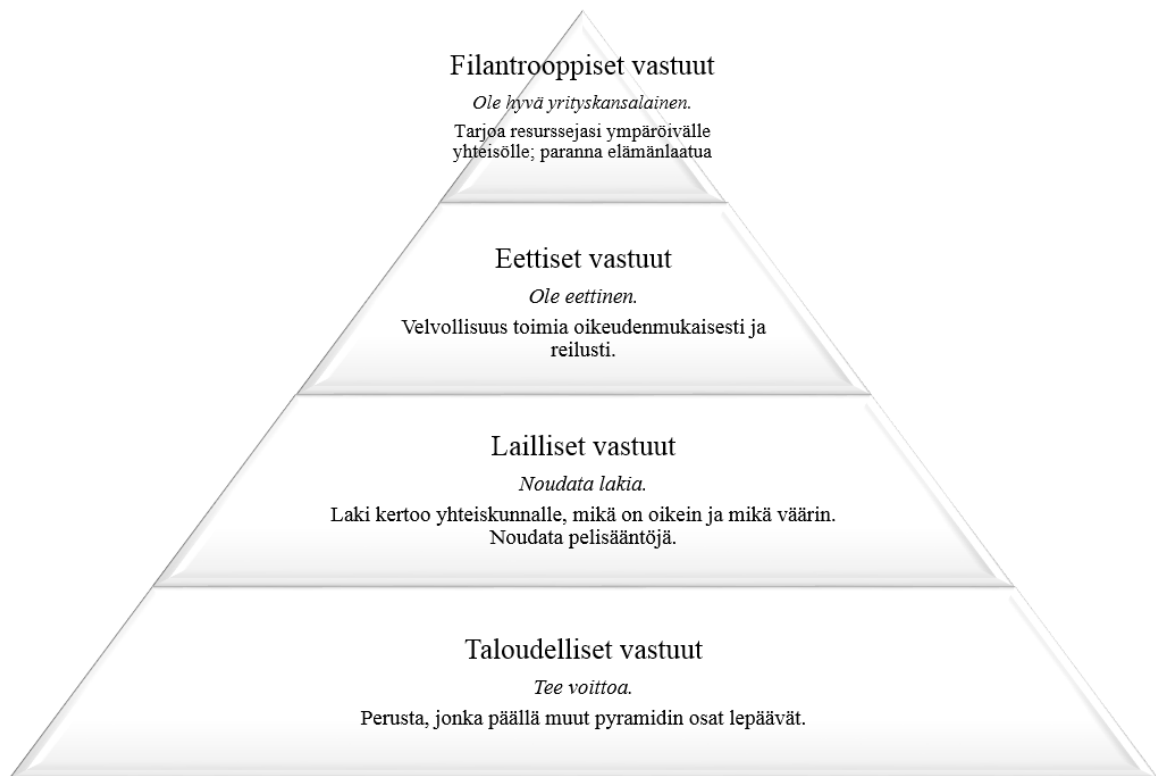 Filantrooppiset vastuut
Ole hyvä yrityskansalainen.
Tarjoa resurssejasi ympäröivälle
yhteisölle; paranna elämänlaatua
Eettiset vastuut
Ole eettinen.
Velvollisuus toimia oikeudenmukaisesti ja
reilusti.
Lailliset vastuut
Noudata lakia.
Laki kertoo yhteiskunnalle, mikä on oikein ja mikä väärin.
Noudata pelisääntöjä.
Taloudelliset vastuut
Tee voittoa.
Perusta, jonka päällä muut pyramidin osat lepäävät.